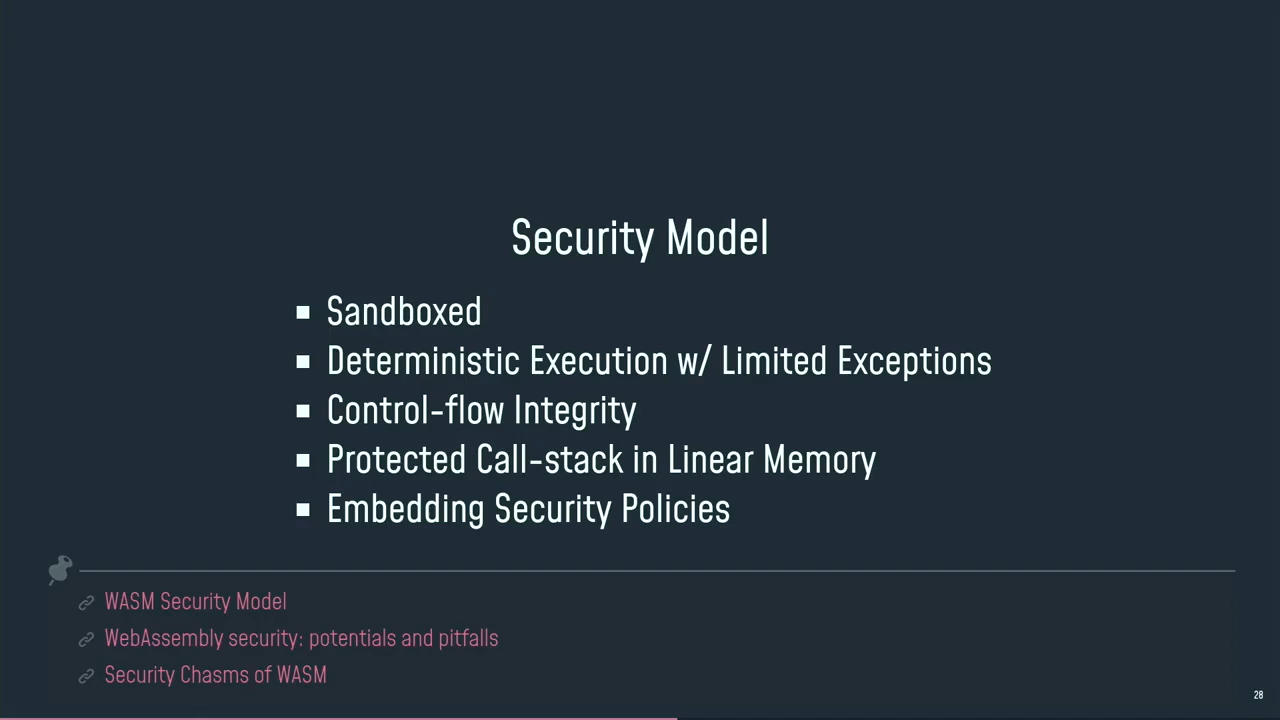 Security Model
Sandboxed
Deterministic Execution w/ Limited Exceptions
Control-flow Integrity
Protected Call-stack in Linear Memory
Embedding Security Policies
WASM Security Model
WebAssembly security: potentials and pitfalls
Security Chasms of WASM
28